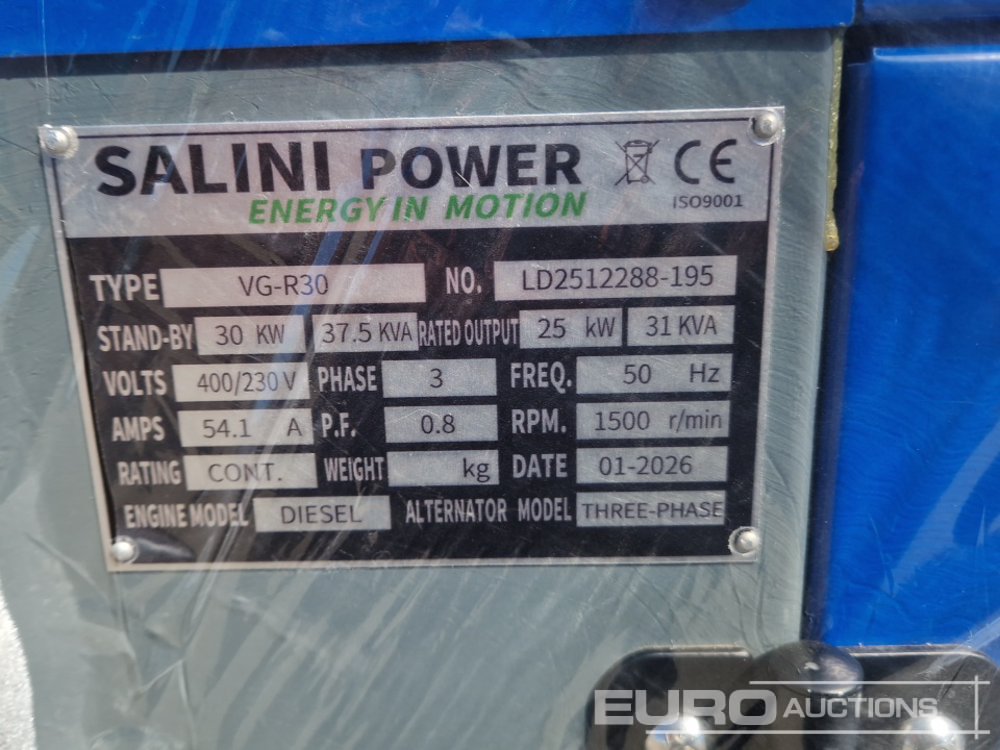 SALINI POWER CE
ENERGY IN MOTION ISO9001
TYPE VG-R30 NO. LD2512288-195
STAND-BY 30 KW 37.5 KVA RATED OUTPUT 25 kW 31 KVA
VOLTS 400/230 V PHASE 3 FREQ. 50 Hz
AMPS 54.1 A P.F. 0.8 RPM. 1500 r/min
RATING CONT. WEIGHT kg DATE 01-2026
ENGINE MODEL DIESEL ALTERNATOR MODEL THREE-PHASE
EURO AUCTIONS